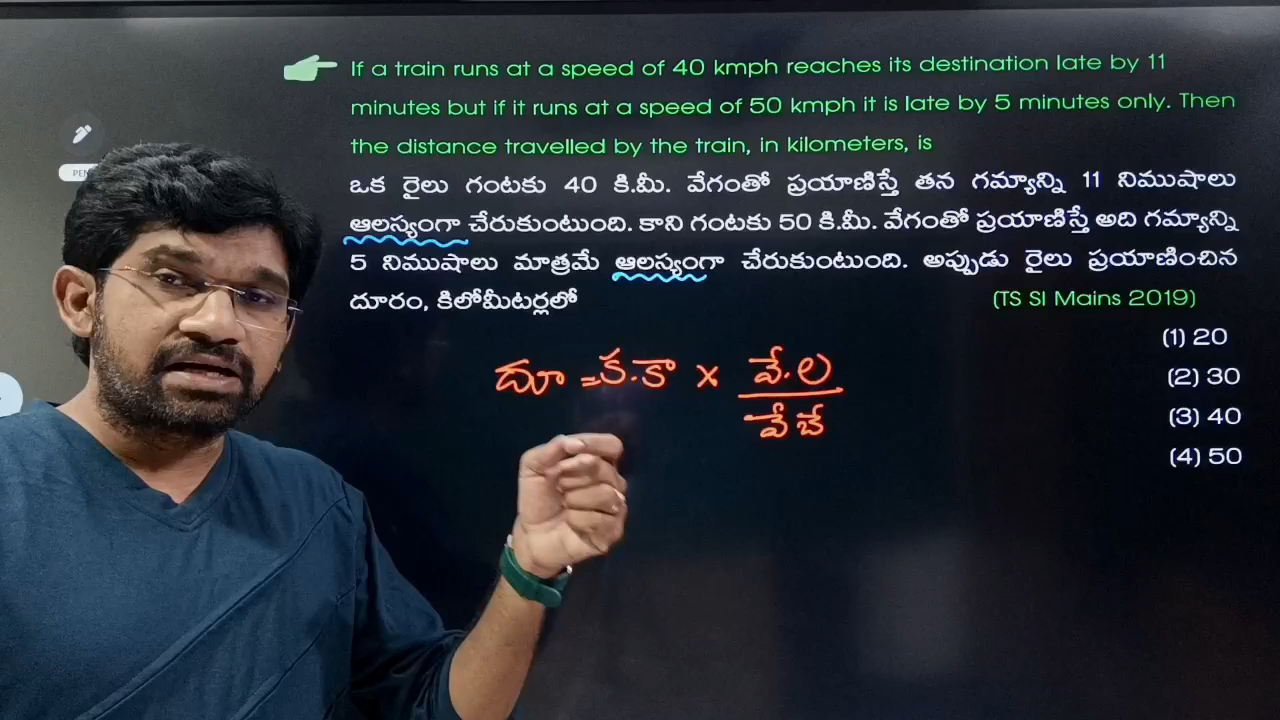 If a train runs at a speed of 40 kmph reaches its destination late by 11
minutes but if it runs at a speed of 50 kmph it is late by 5 minutes only. Then
the distance travelled by the train, in kilometers, is
ఒక రైలు గంటకు 40 కి.మీ. వేగంతో ప్రయాణిస్తే తన గమ్యాన్ని 11 నిముషాలు
ఆలస్యంగా చేరుకుంటుంది. కాని గంటకు 50 కి.మీ. వేగంతో ప్రయాణిస్తే అది గమ్యాన్ని
5 నిముషాలు మాత్రమే ఆలస్యంగా చేరుకుంటుంది. అప్పుడు రైలు ప్రయాణించిన
దూరం, కిలోమీటర్లలో
(TS SI Mains 2019)
(1) 20
(2) 30
(3) 40
(4) 50
దూ = క.కా × వే.ల
వే.చే